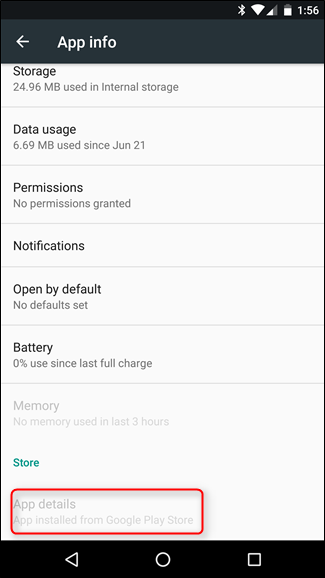 1:56
App info
Storage
24.96 MB used in Internal storage
Data usage
6.69 MB used since Jun 21
Permissions
No permissions granted
Notifications
Open by default
No defaults set
Battery
0% use since last full charge
Memory
No memory used in last 3 hours
Store
App details
App installed from Google Play Store